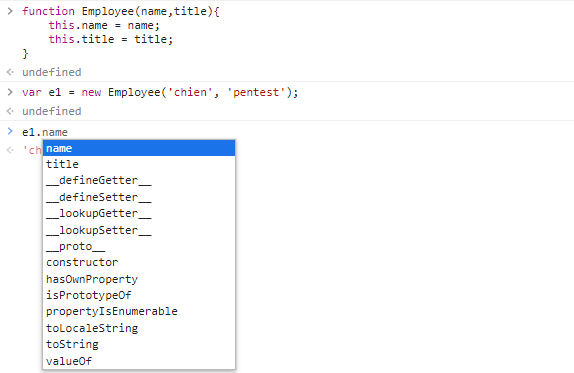 function Employee(name,title){
this.name = name;
this.title = title;
}
undefined
var e1 = new Employee('chien', 'pentest');
undefined
e1.name
'ch
name
title
__defineGetter__
__defineSetter__
__lookupGetter__
__lookupSetter__
__proto__
constructor
hasOwnProperty
isPrototypeOf
propertyIsEnumerable
toLocaleString
toString
valueOf